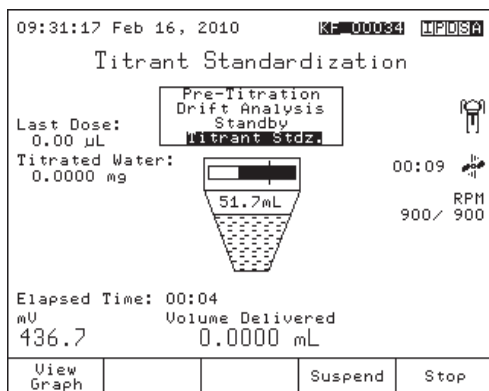 09:31:17 Feb 16, 2010 KF_00034 IPDSA
Titrant Standardization
Pre-Titration
Drift Analysis
Standby
Titrant Stdz.
Last Dose:
0.00 µL
Titrated Water:
0.0000 mg
00:09
RPM
900/ 900
51.7mL
Elapsed Time: 00:04
mV Volume Delivered
436.7 0.0000 mL
View Graph Suspend Stop